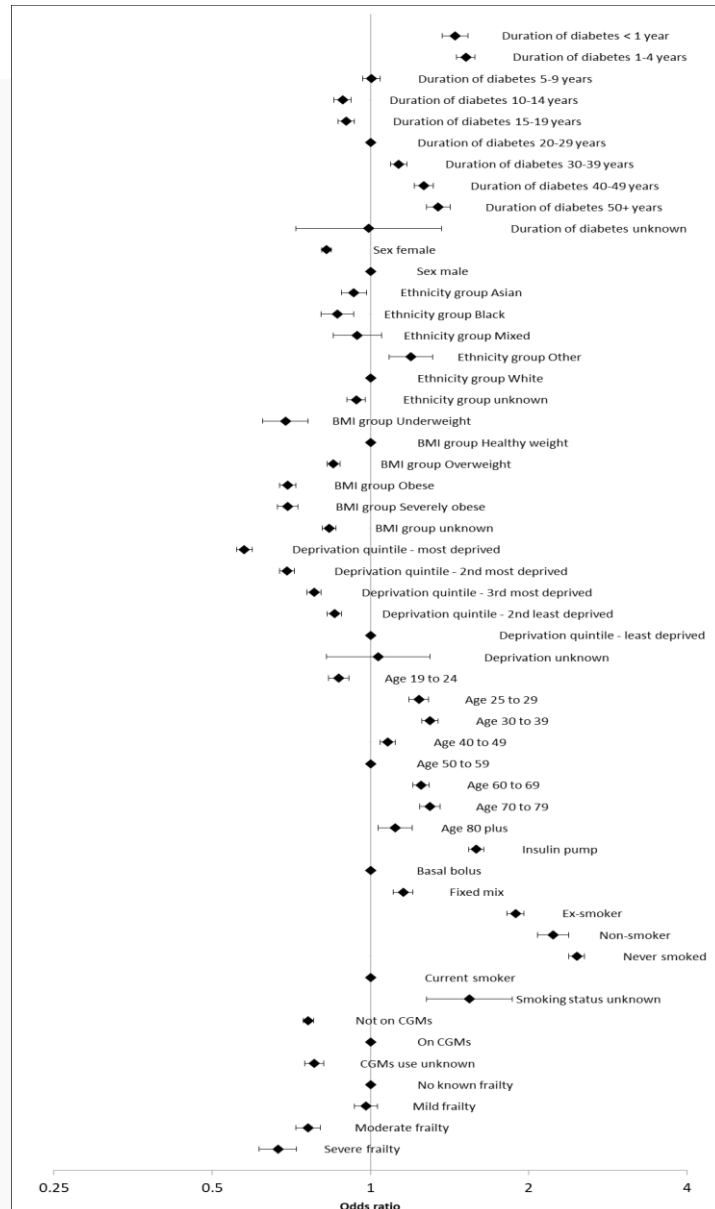 Duration of diabetes < 1 year
Duration of diabetes 1-4 years
Duration of diabetes 5-9 years
Duration of diabetes 10-14 years
Duration of diabetes 15-19 years
Duration of diabetes 20-29 years
Duration of diabetes 30-39 years
Duration of diabetes 40-49 years
Duration of diabetes 50+ years
Duration of diabetes unknown
Sex female
Sex male
Ethnicity group Asian
Ethnicity group Black
Ethnicity group Mixed
Ethnicity group Other
Ethnicity group White
Ethnicity group unknown
BMI group Underweight
BMI group Healthy weight
BMI group Overweight
BMI group Obese
BMI group Severely obese
BMI group unknown
Deprivation quintile - most deprived
Deprivation quintile - 2nd most deprived
Deprivation quintile - 3rd most deprived
Deprivation quintile - 2nd least deprived
Deprivation quintile - least deprived
Deprivation unknown
Age 19 to 24
Age 25 to 29
Age 30 to 39
Age 40 to 49
Age 50 to 59
Age 60 to 69
Age 70 to 79
Age 80 plus
Insulin pump
Basal bolus
Fixed mix
Ex-smoker
Non-smoker
Never smoked
Current smoker
Smoking status unknown
Not on CGMs
On CGMs
CGMs use unknown
No known frailty
Mild frailty
Moderate frailty
Severe frailty
0.25 0.5 1 2 4
Odds ratio